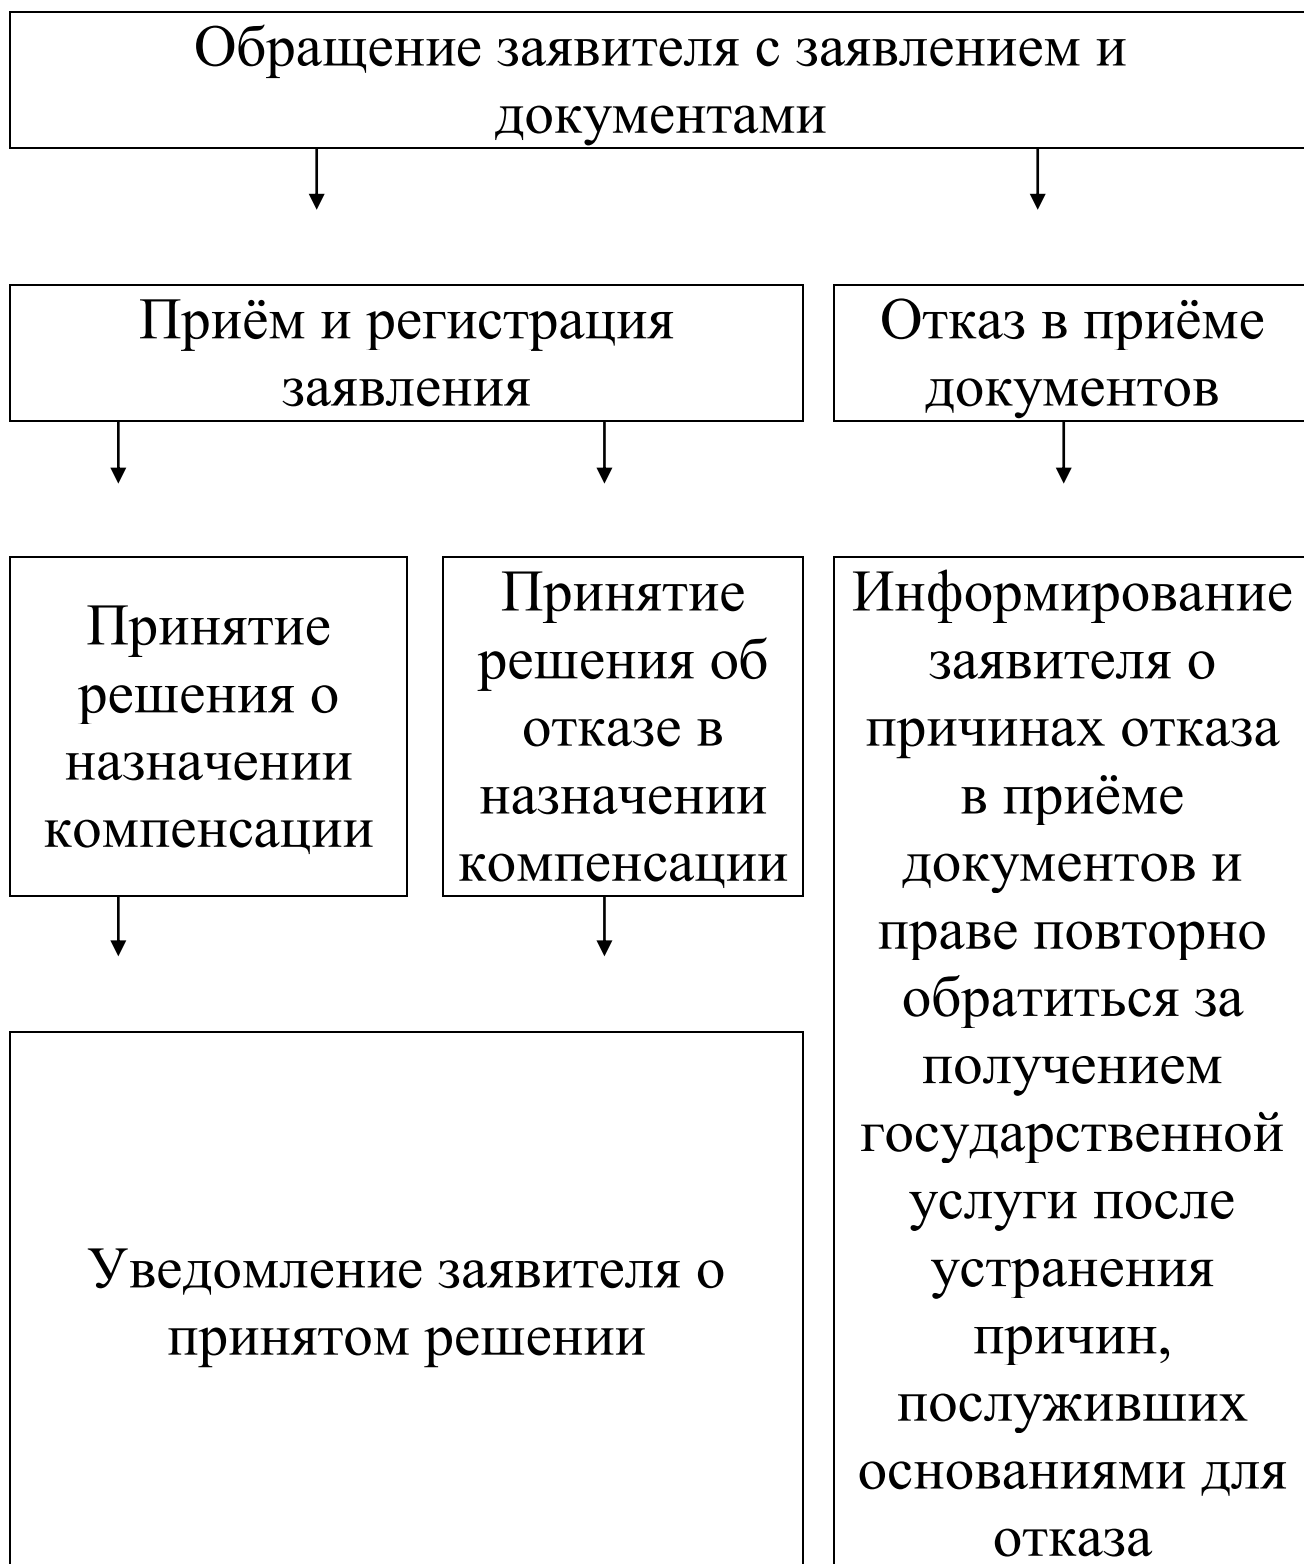 Обращение заявителя с заявлением и
документами
Приём и регистрация
заявления
Отказ в приёме
документов
Принятие
решения о
назначении
компенсации
Принятие
решения об
отказе в
назначении
компенсации
Информирование
заявителя о
причинах отказа
в приёме
документов и
праве повторно
обратиться за
получением
государственной
услуги после
устранения
причин,
послуживших
основаниями для
отказа
Уведомление заявителя о
принятом решении